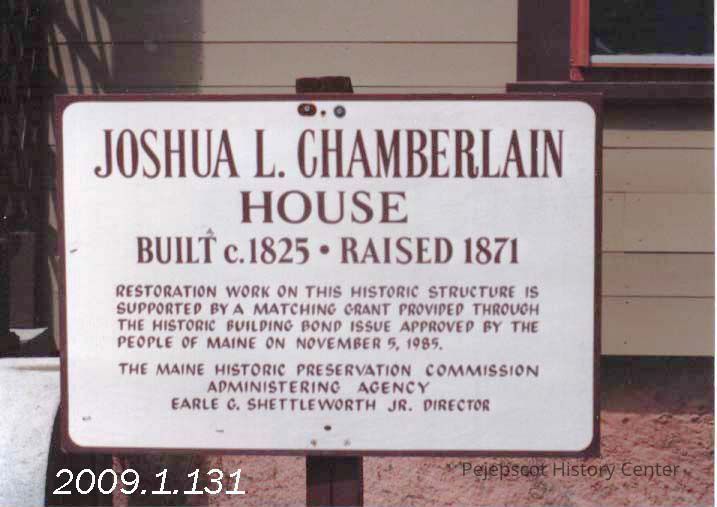 JOSHUA L. CHAMBERLAIN
HOUSE
BUILT c.1825 • RAISED 1871
RESTORATION WORK ON THIS HISTORIC STRUCTURE IS
SUPPORTED BY A MATCHING GRANT PROVIDED THROUGH
THE HISTORIC BUILDING BOND ISSUE APPROVED BY THE
PEOPLE OF MAINE ON NOVEMBER 5, 1985.
THE MAINE HISTORIC PRESERVATION COMMISSION
ADMINISTERING AGENCY
EARLE G. SHETTLEWORTH JR. DIRECTOR
Pejepscot History Center
2009.1.131